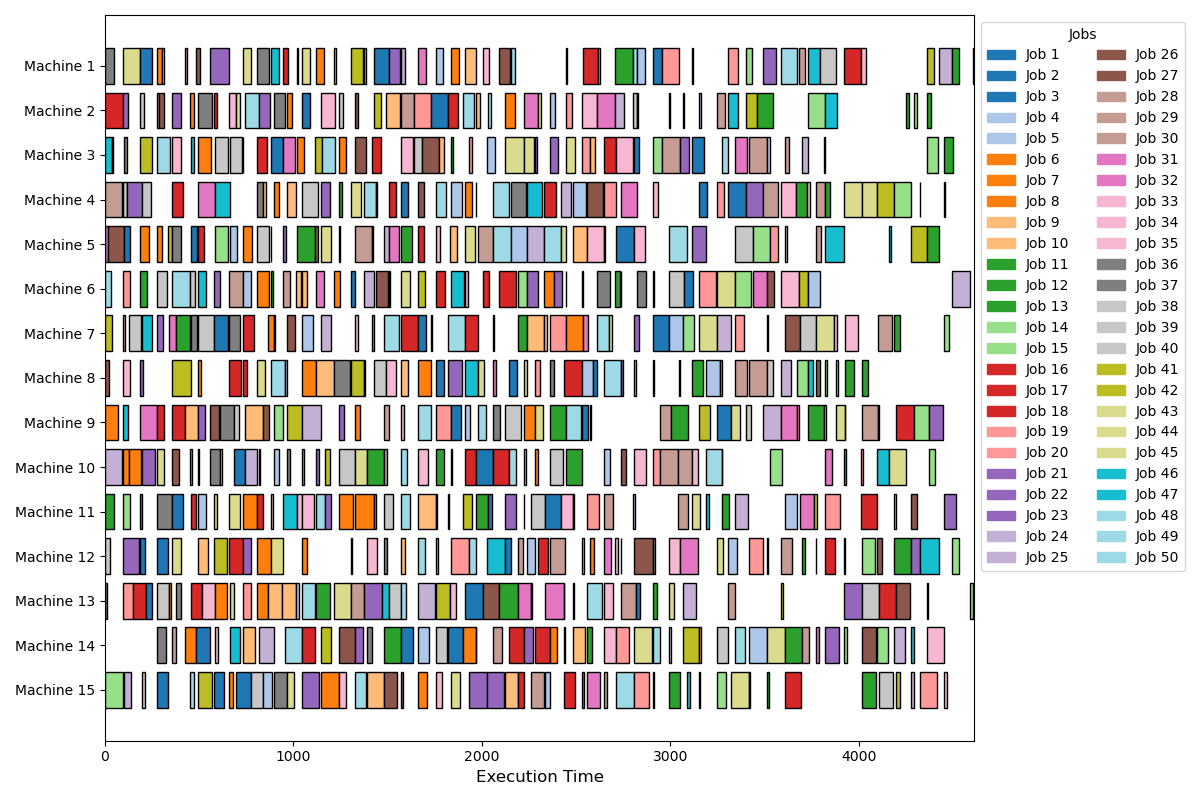 Machine 1
Machine 2
Machine 3
Machine 4
Machine 5
Machine 6
Machine 7
Machine 8
Machine 9
Machine 10
Machine 11
Machine 12
Machine 13
Machine 14
Machine 15
0 1000 2000 3000 4000
Execution Time
Jobs
Job 1
Job 2
Job 3
Job 4
Job 5
Job 6
Job 7
Job 8
Job 9
Job 10
Job 11
Job 12
Job 13
Job 14
Job 15
Job 16
Job 17
Job 18
Job 19
Job 20
Job 21
Job 22
Job 23
Job 24
Job 25
Job 26
Job 27
Job 28
Job 29
Job 30
Job 31
Job 32
Job 33
Job 34
Job 35
Job 36
Job 37
Job 38
Job 39
Job 40
Job 41
Job 42
Job 43
Job 44
Job 45
Job 46
Job 47
Job 48
Job 49
Job 50